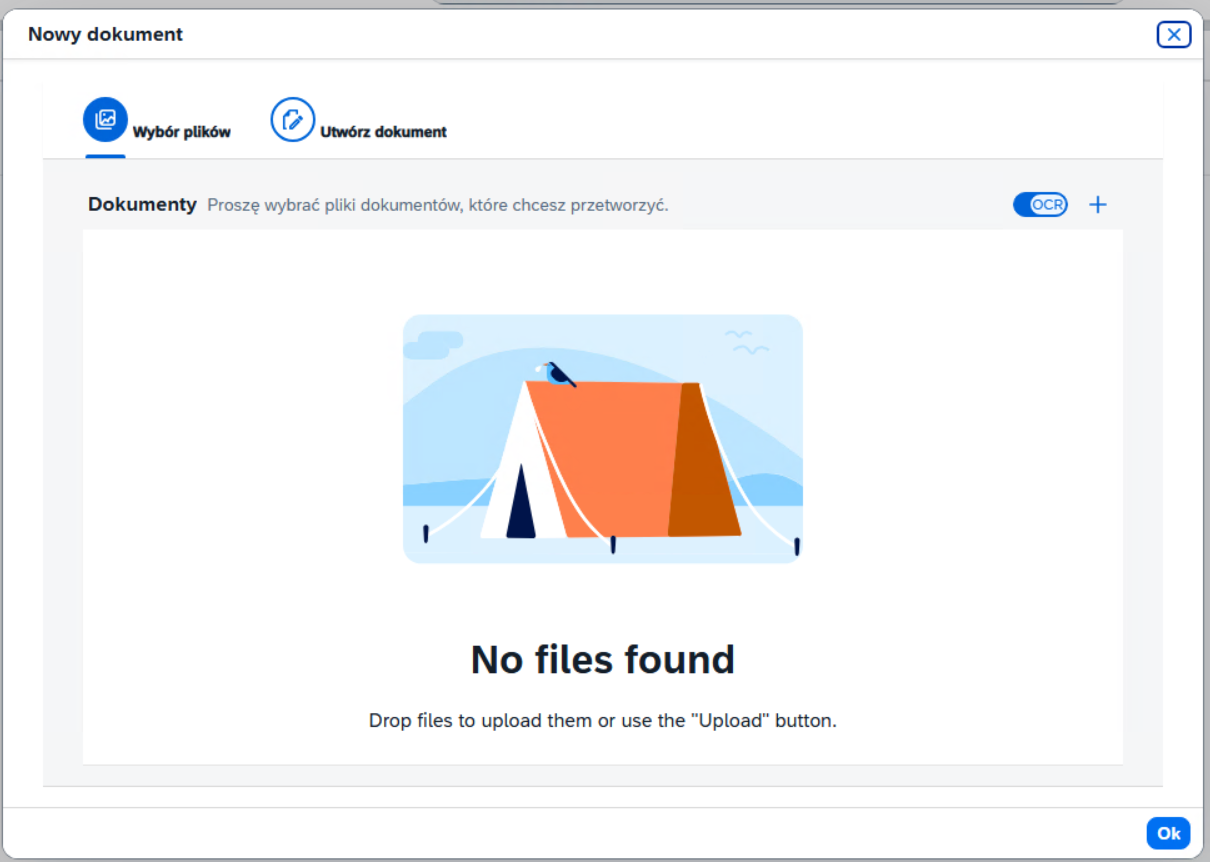 Nowy dokument
Wybór plików
Utwórz dokument
Dokumenty Proszę wybrać pliki dokumentów, które chcesz przetworzyć.
OCR
No files found
Drop files to upload them or use the "Upload" button.
Ok